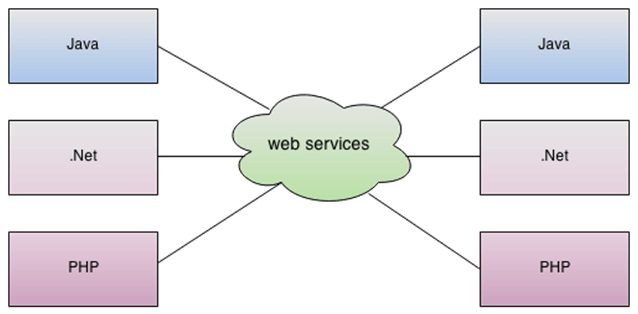 Java
Java
web services
.Net
.Net
PHP
PHP